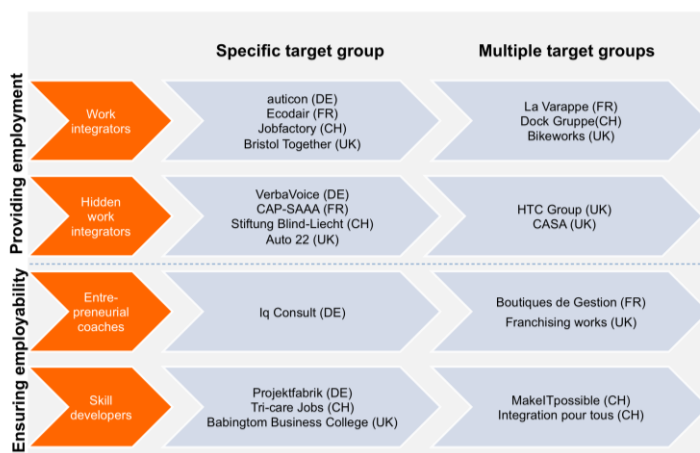 Specific target group
Multiple target groups
Providing employment
Work
integrators
auticon (DE)
Ecodair (FR)
Jobfactory (CH)
Bristol Together (UK)
La Varappe (FR)
Dock Gruppe(CH)
Bikeworks (UK)
Hidden
work
integrators
VerbaVoice (DE)
CAP-SAAA (FR)
Stiftung Blind-Liecht (CH)
Auto 22 (UK)
HTC Group (UK)
CASA (UK)
Ensuring employability
Entre-
preneurial
coaches
Iq Consult (DE)
Boutiques de Gestion (FR)
Franchising works (UK)
Skill
developers
Projektfabrik (DE)
Tri-care Jobs (CH)
Babingtom Business College (UK)
MakeITpossible (CH)
Integration pour tous (CH)